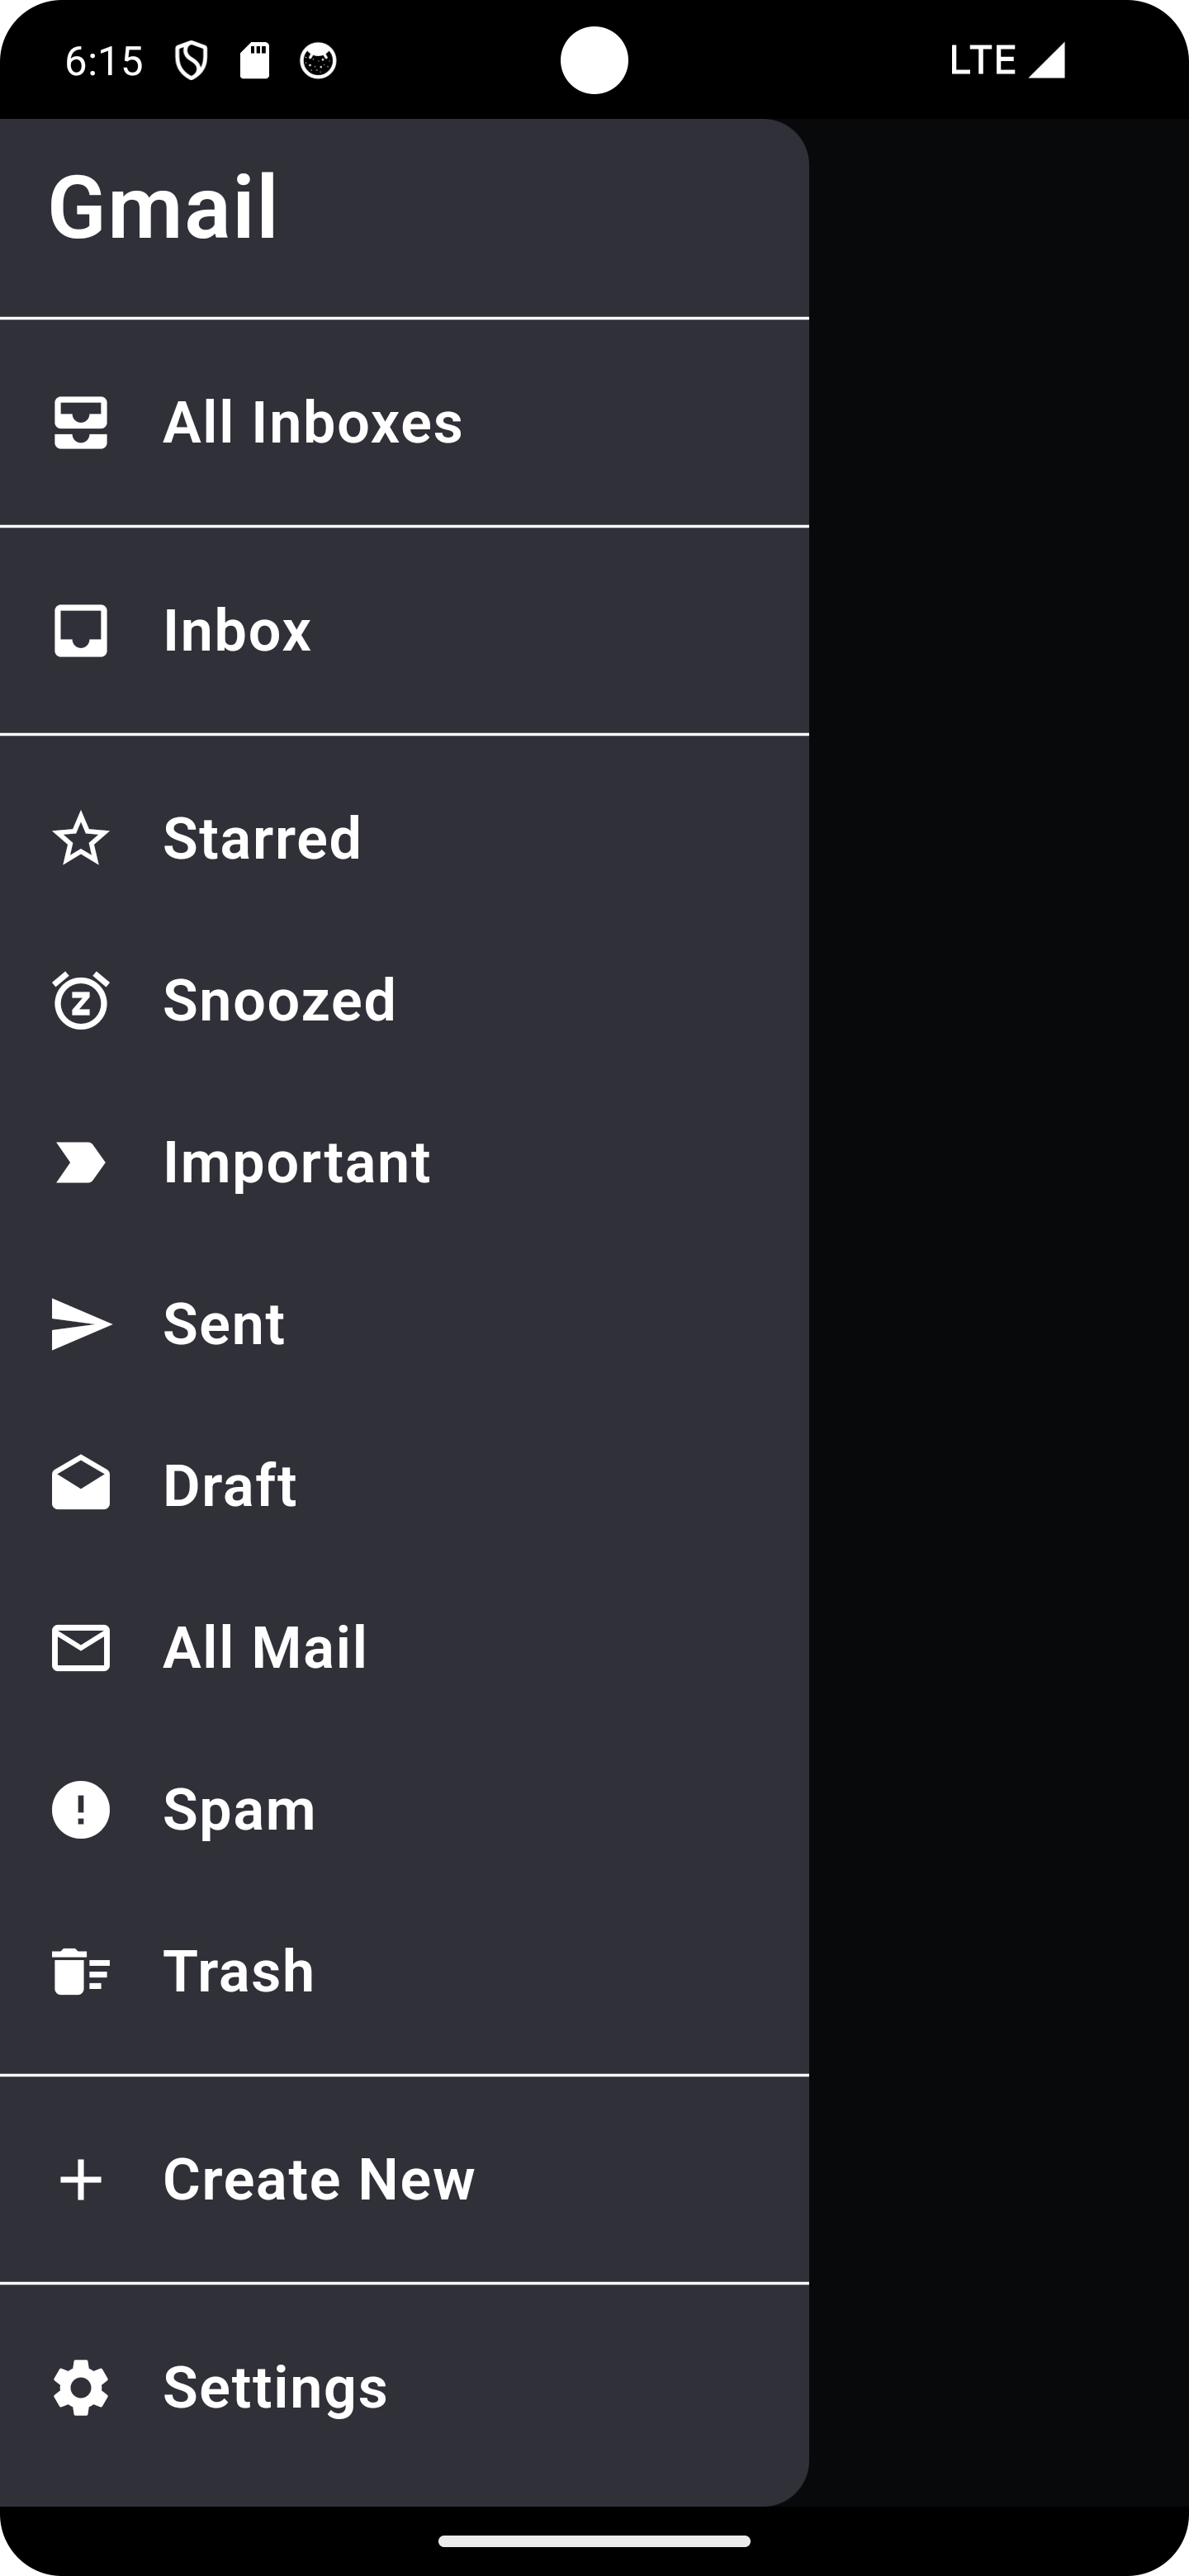 6:15
LTE
Gmail
All Inboxes
Inbox
Starred
Snoozed
Important
Sent
Draft
All Mail
Spam
Trash
Create New
Settings